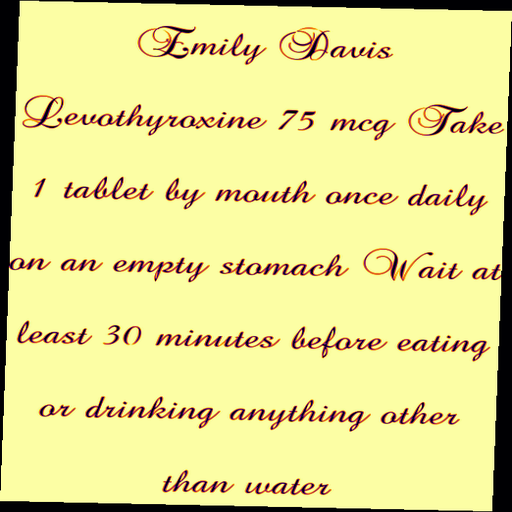 Emily Davis
Levothyroxine 75 mcg Take
1 tablet by mouth once daily
on an empty stomach Wait at
least 30 minutes before eating
or drinking anything other
than water